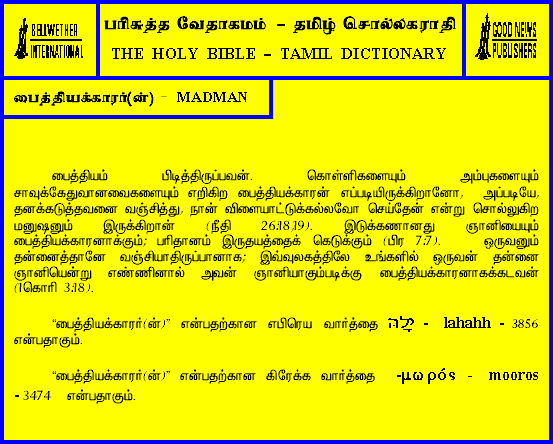 BELLWETHER
INTERNATIONAL
பரிசுத்த வேதாகமம் – தமிழ் சொல்லகராதி
THE HOLY BIBLE – TAMIL DICTIONARY
GOOD NEWS
PUBLISHERS
பைத்தியக்காரர்(ன்) – MADMAN
பைத்தியம் பிடித்திருப்பவன். கொள்ளிகளையும் அம்புகளையும்
சாவுக்கேதுவானவைகளையும் எறிகிற பைத்தியக்காரன் எப்படியிருக்கிறானோ, அப்படியே,
தனக்கடுத்தவனை வஞ்சித்து, நான் விளையாட்டுக்கல்லவோ செய்தேன் என்று சொல்லுகிற
மனுஷனும் இருக்கிறான் (நீதி 26:18,19). இடுக்கணானது ஞானியையும்
பைத்தியக்காரனாக்கும்; பரிதானம் இருதயத்தைக் கெடுக்கும் (பிர 7:7). ஒருவனும்
தன்னைத்தானே வஞ்சியாதிருப்பானாக; இவ்வுலகத்திலே உங்களில் ஒருவன் தன்னை
ஞானியென்று எண்ணினால் அவன் ஞானியாகும்படிக்கு பைத்தியக்காரனாகக்கடவன்
(1கொரி 3:18).
“பைத்தியக்காரர்(ன்)” என்பதற்கான எபிரெய வார்த்தை לָהַהּ - lahahh - 3856
என்பதாகும்.
“பைத்தியக்காரர்(ன்)” என்பதற்கான கிரேக்க வார்த்தை -μωρός - mooros
- 3474 என்பதாகும்.